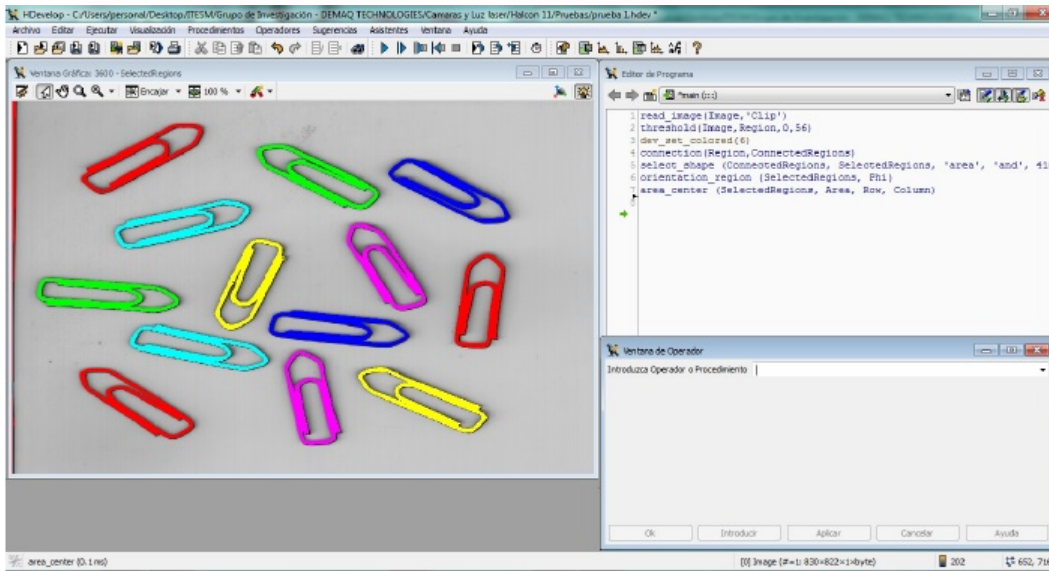 HDevelop - C:/Users/personal/Desktop/ITESM/Grupo de Investigación - DEMAQ TECHNOLOGIES/Camaras y Luz laser/Halcon 11/Pruebas/prueba 1.hdev *
Archivo Editar Ejecutar Visualización Procedimientos Operadores Sugerencias Asistentes Ventana Ayuda
Ventana Gráfica: 3600 - SelectedRegions
Encajar 100 %
Editor de Programa
*main (:::)
1 read_image(Image,'Clip')
2 threshold(Image,Region,0,56)
3 dev_set_colored(6)
4 connection(Region,ConnectedRegions)
5 select_shape (ConnectedRegions, SelectedRegions, 'area', 'and', 41
6 orientation_region (SelectedRegions, Phi)
7 area_center (SelectedRegions, Area, Row, Column)
8
Ventana de Operador
Introduzca Operador o Procedimiento
Ok Introducir Aplicar Cancelar Ayuda
area_center (0.1 ms) [0] Image (#=1: 830×822×1×byte) 202 652, 716